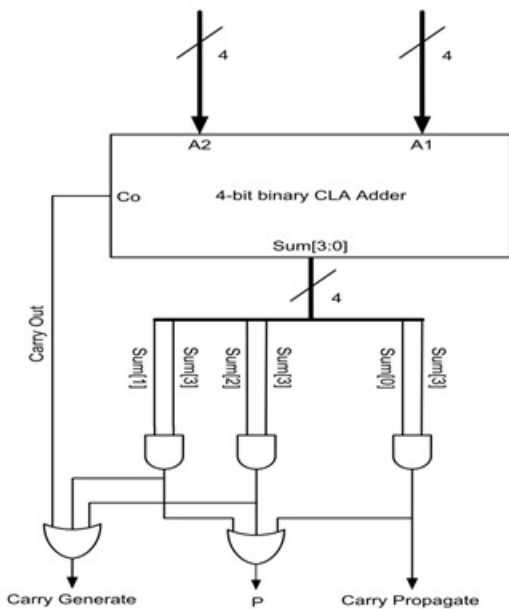 4
4
A2
A1
Co
4-bit binary CLA Adder
Sum[3:0]
4
Carry Out
Sum[1]
Sum[3]
Sum[2]
Sum[3]
Sum[0]
Sum[3]
Carry Generate
P
Carry Propagate